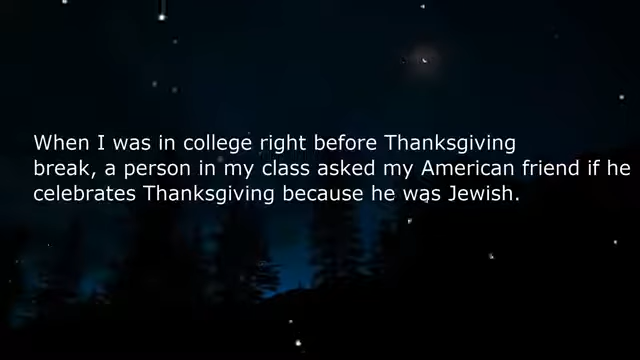 When I was in college right before Thanksgiving
break, a person in my class asked my American friend if he
celebrates Thanksgiving because he was Jewish.